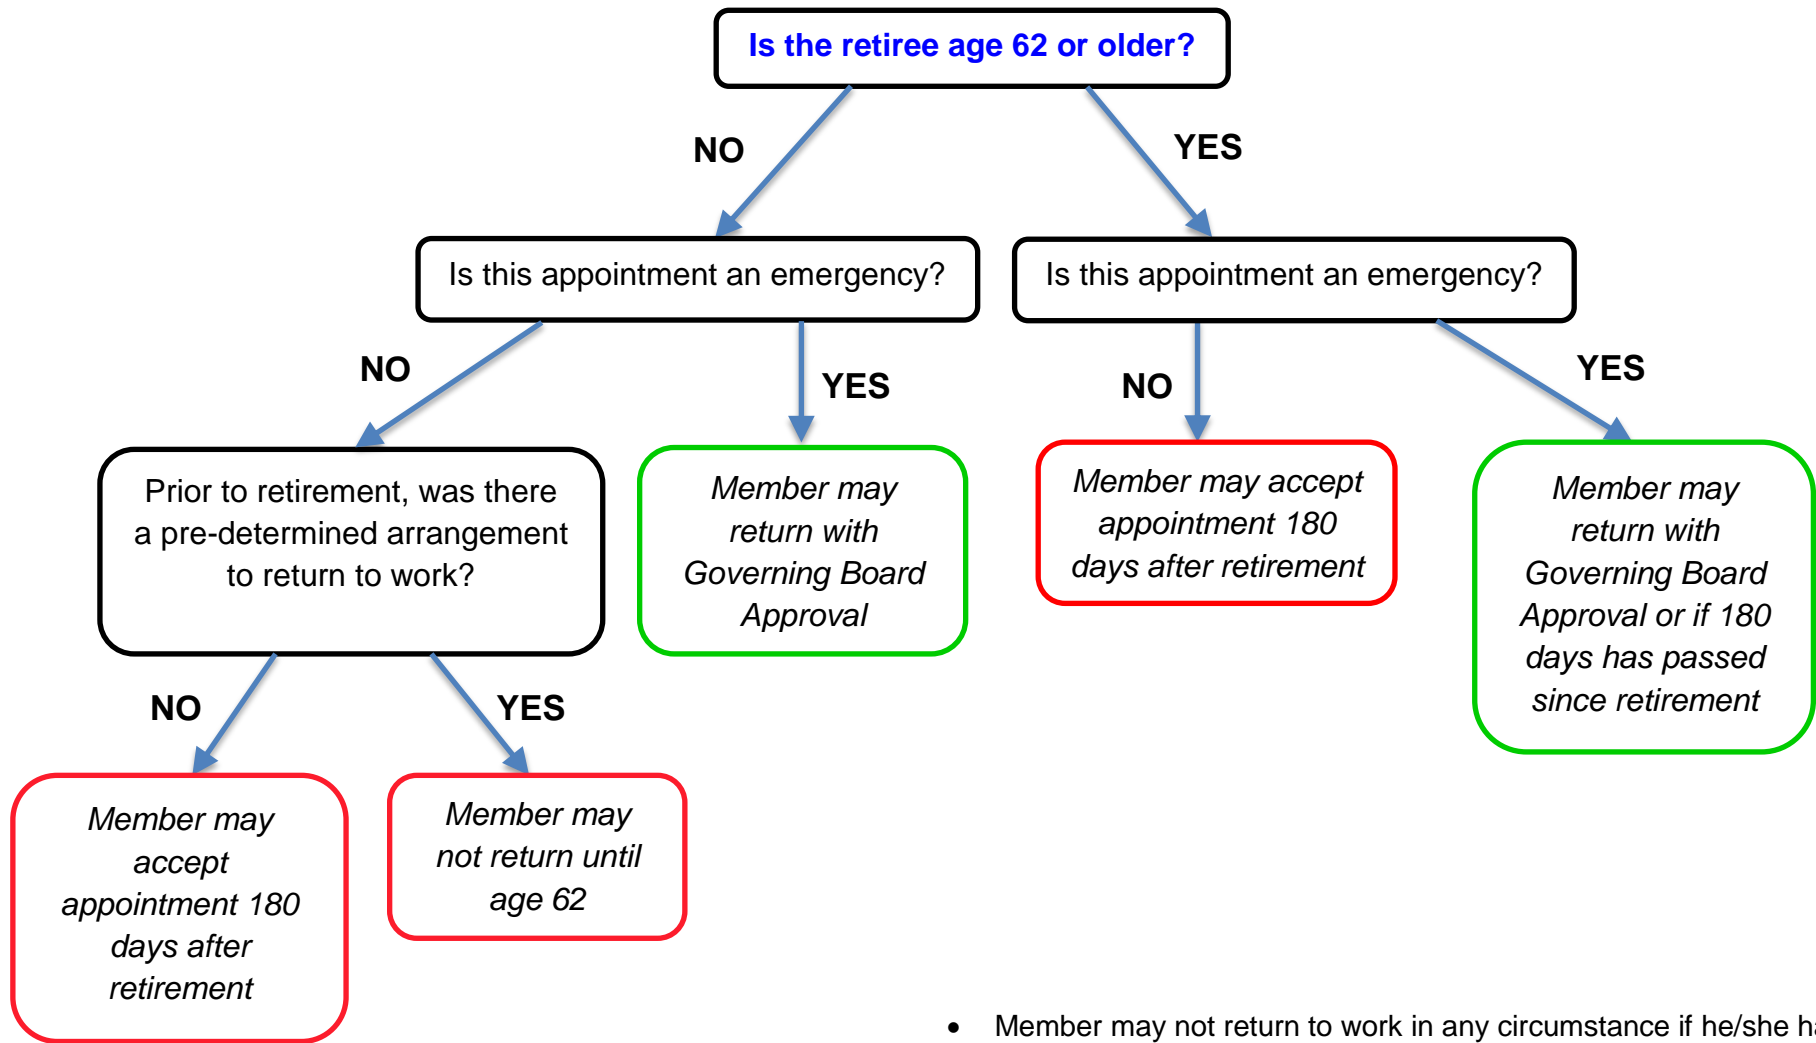 Is the retiree age 62 or older?
NO
YES
Is this appointment an emergency?
Is this appointment an emergency?
NO
YES
NO
YES
Prior to retirement, was there
a pre-determined arrangement
to return to work?
Member may
return with
Governing Board
Approval
Member may accept
appointment 180
days after retirement
Member may
return with
Governing Board
Approval or if 180
days has passed
since retirement
NO
YES
Member may
accept
appointment 180
days after
retirement
Member may
not return until
age 62
• Member may not return to work in any circumstance if he/she